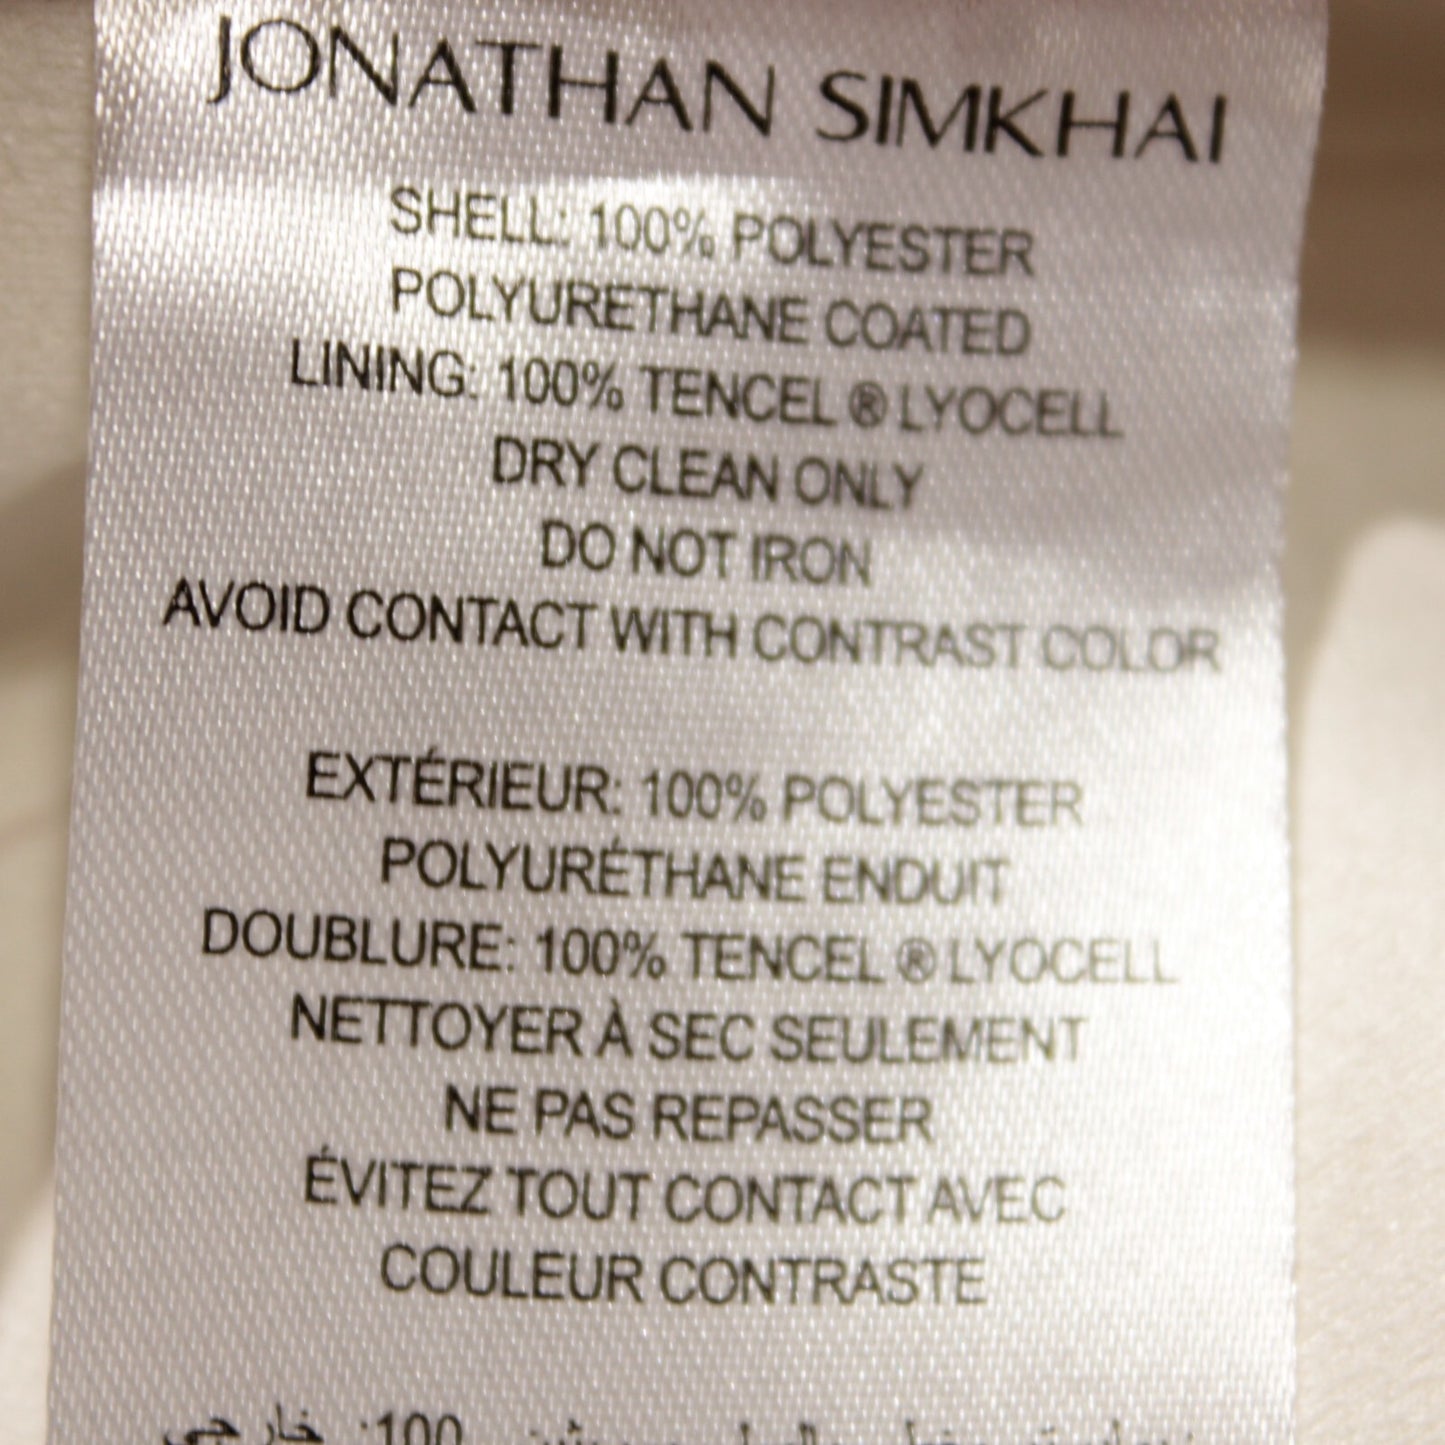 JONATHAN SIMKHAI
SHELL: 100% POLYESTER
POLYURETHANE COATED
LINING: 100% TENCEL ® LYOCELL
DRY CLEAN ONLY
DO NOT IRON
AVOID CONTACT WITH CONTRAST COLOR
EXTÉRIEUR: 100% POLYESTER
POLYURÉTHANE ENDUIT
DOUBLURE: 100% TENCEL ® LYOCELL
NETTOYER À SEC SEULEMENT
NE PAS REPASSER
ÉVITEZ TOUT CONTACT AVEC
COULEUR CONTRASTE
خارجي: 100